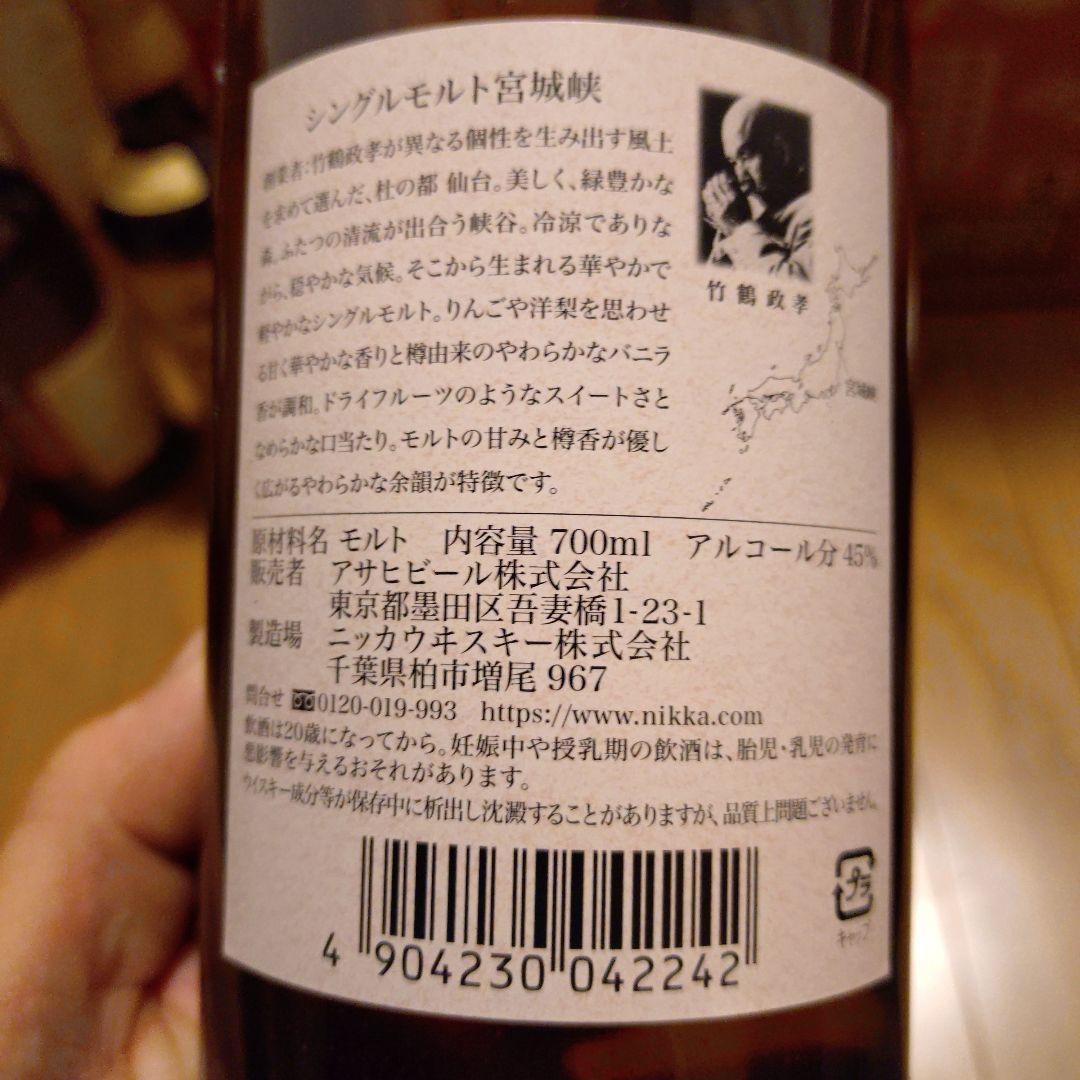 シングルモルト宮城峡
創業者:竹鶴政孝が異なる個性を生み出す風土
を求めて選んだ、杜の都 仙台。美しく、緑豊かな
森。ふたつの清流が出合う峡谷。冷涼でありな
がら、穏やかな気候。そこから生まれる華やかで
軽やかなシングルモルト。りんごや洋梨を思わせ
る甘く華やかな香りと樽由来のやわらかなバニラ
香が調和。ドライフルーツのようなスイートさと
なめらかな口当たり。モルトの甘みと樽香が優し
く広がるやわらかな余韻が特徴です。
竹鶴政孝
宮城峡
原材料名 モルト 内容量 700ml アルコール分 45%
販売者 アサヒビール株式会社
東京都墨田区吾妻橋1-23-1
製造場 ニッカウヰスキー株式会社
千葉県柏市増尾 967
問合せ 0120-019-993 https://www.nikka.com
飲酒は20歳になってから。妊娠中や授乳期の飲酒は、胎児・乳児の発育に
悪影響を与えるおそれがあります。
ウイスキー成分等が保存中に析出し沈澱することがありますが、品質上問題ございません。
プラ
キャップ
4 904230 042242